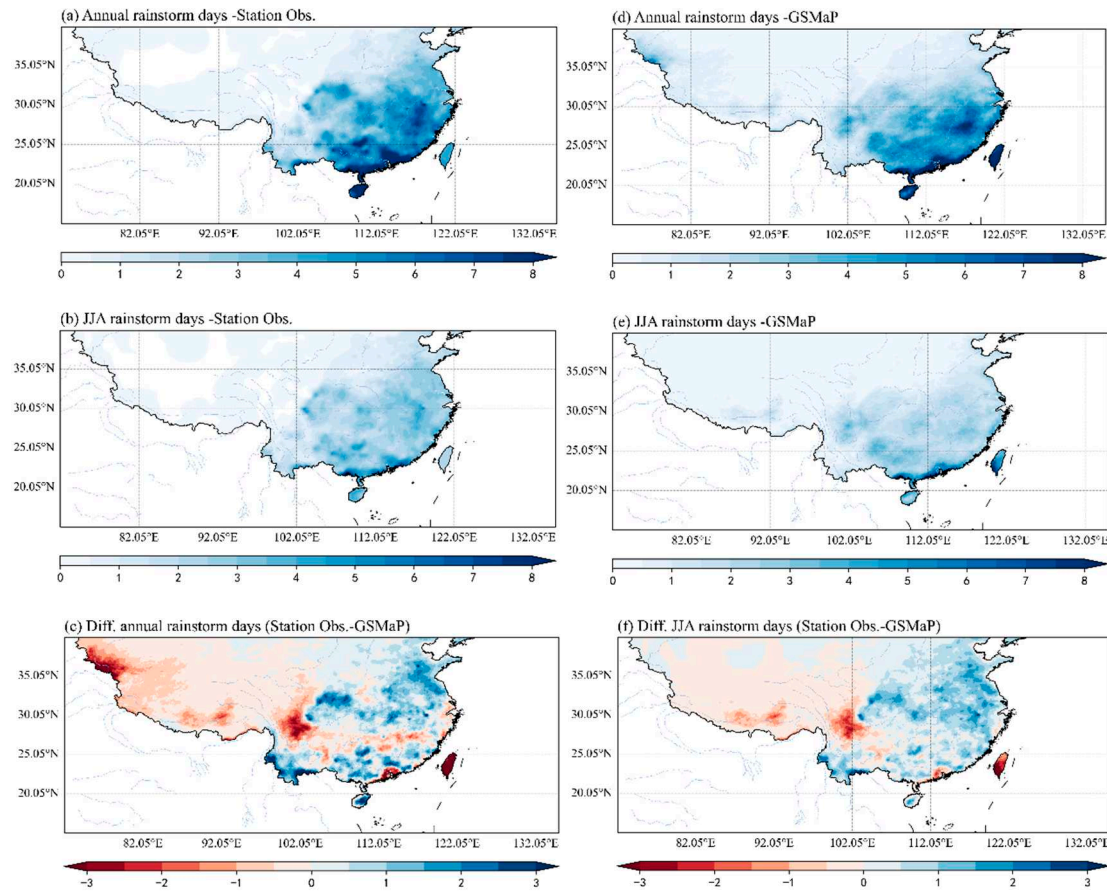 (a) Annual rainstorm days -Station Obs.
35.05°N
30.05°N
25.05°N
20.05°N
82.05°E 92.05°E 102.05°E 112.05°E 122.05°E 132.05°E
0 1 2 3 4 5 6 7 8
(d) Annual rainstorm days -GSMaP
35.05°N
30.05°N
25.05°N
20.05°N
82.05°E 92.05°E 102.05°E 112.05°E 122.05°E 132.05°E
0 1 2 3 4 5 6 7 8
(b) JJA rainstorm days -Station Obs.
35.05°N
30.05°N
25.05°N
20.05°N
82.05°E 92.05°E 102.05°E 112.05°E 122.05°E 132.05°E
0 1 2 3 4 5 6 7 8
(e) JJA rainstorm days -GSMaP
35.05°N
30.05°N
25.05°N
20.05°N
82.05°E 92.05°E 102.05°E 112.05°E 122.05°E 132.05°E
0 1 2 3 4 5 6 7 8
(c) Diff. annual rainstorm days (Station Obs.-GSMaP)
35.05°N
30.05°N
25.05°N
20.05°N
82.05°E 92.05°E 102.05°E 112.05°E 122.05°E 132.05°E
−3 −2 −1 0 1 2 3
(f) Diff. JJA rainstorm days (Station Obs.-GSMaP)
35.05°N
30.05°N
25.05°N
20.05°N
82.05°E 92.05°E 102.05°E 112.05°E 122.05°E 132.05°E
−3 −2 −1 0 1 2 3